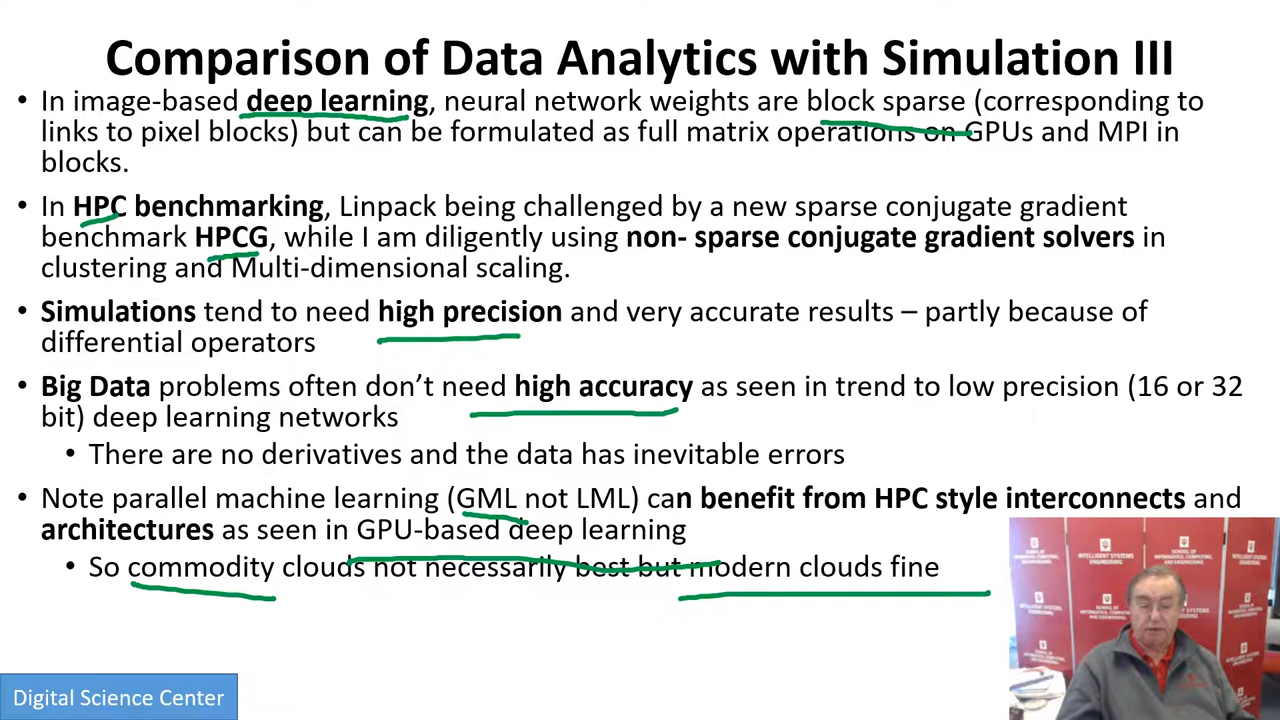 Comparison of Data Analytics with Simulation III
• In image-based deep learning, neural network weights are block sparse (corresponding to
links to pixel blocks) but can be formulated as full matrix operations on GPUs and MPI in
blocks.
• In HPC benchmarking, Linpack being challenged by a new sparse conjugate gradient
benchmark HPCG, while I am diligently using non- sparse conjugate gradient solvers in
clustering and Multi-dimensional scaling.
• Simulations tend to need high precision and very accurate results – partly because of
differential operators
• Big Data problems often don’t need high accuracy as seen in trend to low precision (16 or 32
bit) deep learning networks
• There are no derivatives and the data has inevitable errors
• Note parallel machine learning (GML not LML) can benefit from HPC style interconnects and
architectures as seen in GPU-based deep learning
• So commodity clouds not necessarily best but modern clouds fine
INTELLIGENT SYSTEMS
ENGINEERING
Digital Science Center